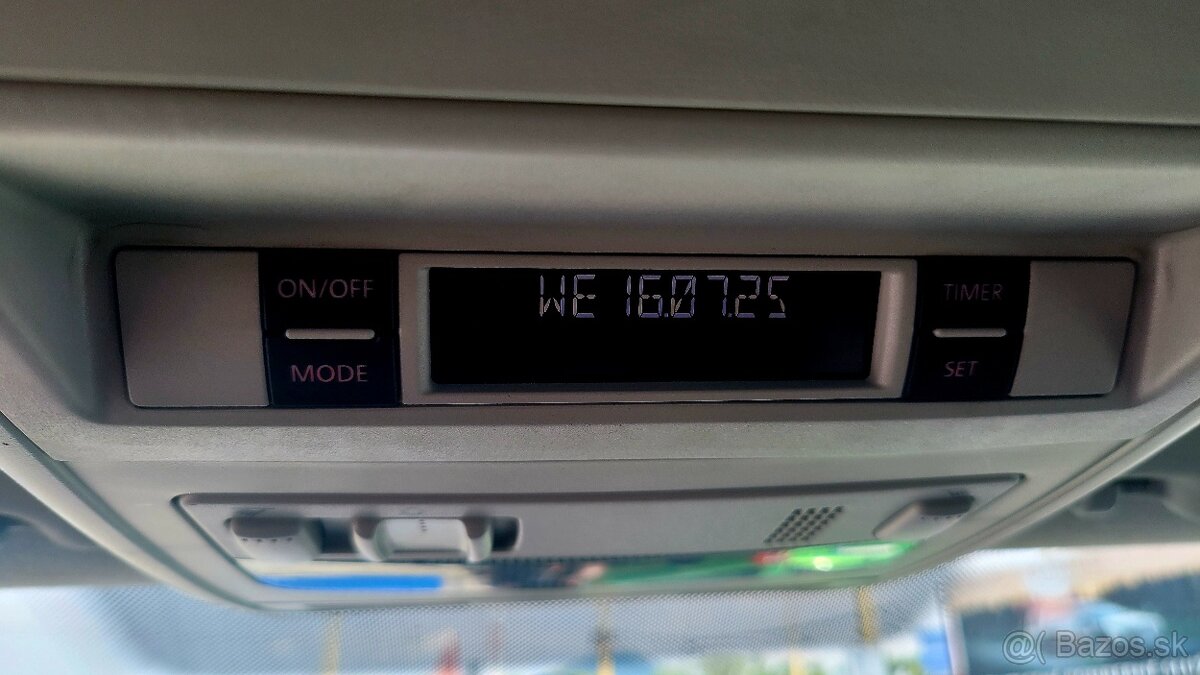 ON/OFF
MODE
WE 16.07.25
TIMER
SET
@( Bazos.sk